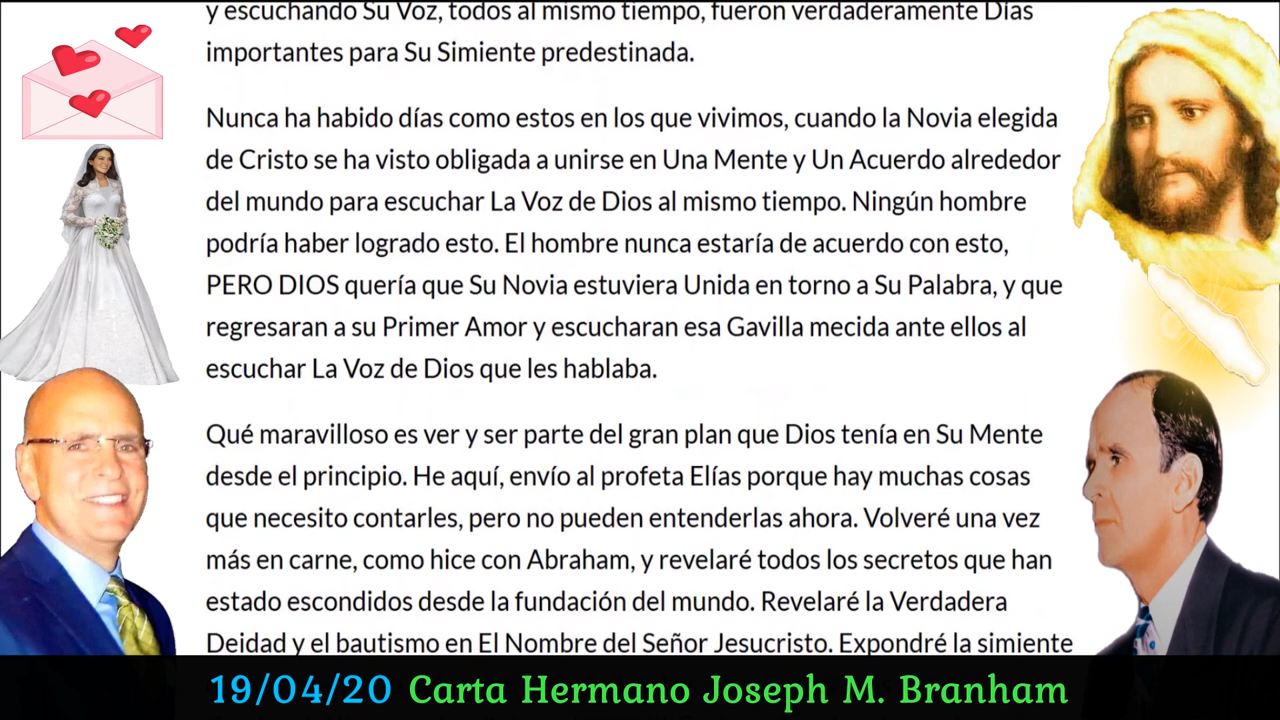 y escuchando Su Voz, todos al mismo tiempo, fueron verdaderamente Días
importantes para Su Simiente predestinada.
Nunca ha habido días como estos en los que vivimos, cuando la Novia elegida
de Cristo se ha visto obligada a unirse en Una Mente y Un Acuerdo alrededor
del mundo para escuchar La Voz de Dios al mismo tiempo. Ningún hombre
podría haber logrado esto. El hombre nunca estaría de acuerdo con esto,
PERO DIOS quería que Su Novia estuviera Unida en torno a Su Palabra, y que
regresaran a su Primer Amor y escucharan esa Gavilla mecida ante ellos al
escuchar La Voz de Dios que les hablaba.
Qué maravilloso es ver y ser parte del gran plan que Dios tenía en Su Mente
desde el principio. He aquí, envío al profeta Elías porque hay muchas cosas
que necesito contarles, pero no pueden entenderlas ahora. Volveré una vez
más en carne, como hice con Abraham, y revelaré todos los secretos que han
estado escondidos desde la fundación del mundo. Revelaré la Verdadera
Deidad y el bautismo en El Nombre del Señor Jesucristo. Expondré la simiente
19/04/20 Carta Hermano Joseph M. Branham